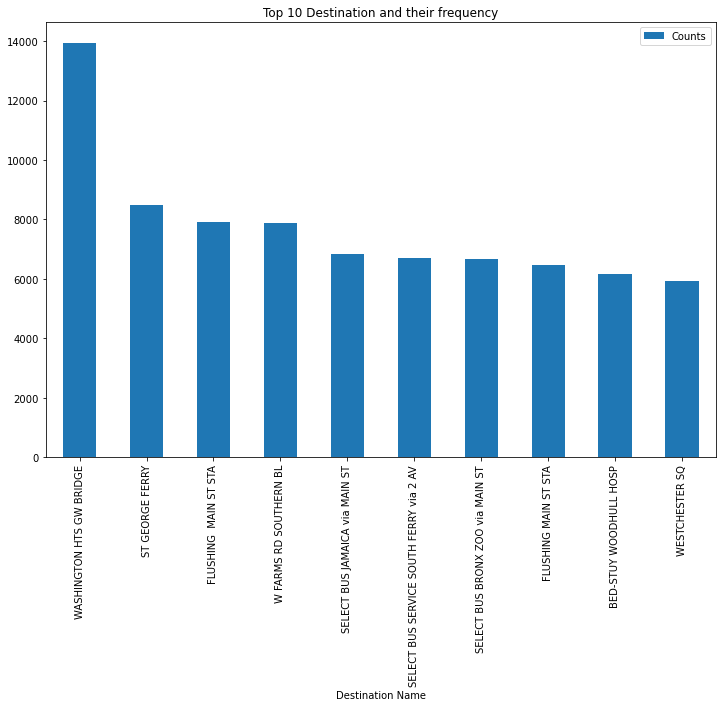 Top 10 Destination and their frequency
Counts
14000
12000
10000
8000
6000
4000
2000
0
WASHINGTON HTS GW BRIDGE
ST GEORGE FERRY
FLUSHING  MAIN ST STA
W FARMS RD SOUTHERN BL
SELECT BUS JAMAICA via MAIN ST
SELECT BUS SERVICE SOUTH FERRY via 2 AV
SELECT BUS BRONX ZOO via MAIN ST
FLUSHING MAIN ST STA
BED-STUY WOODHULL HOSP
WESTCHESTER SQ
Destination Name